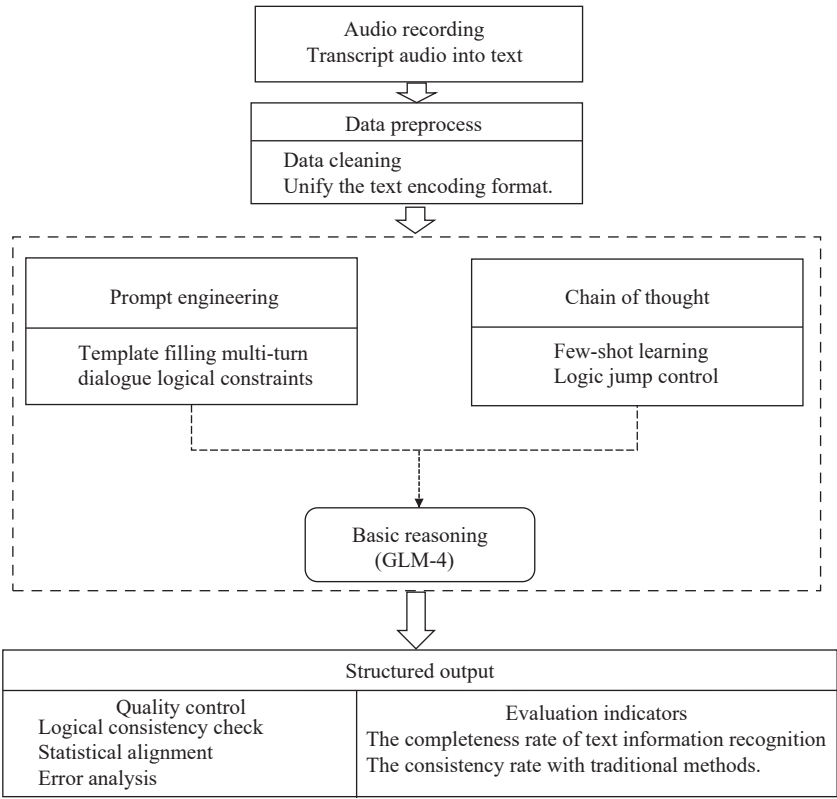 Audio recording
Transcript audio into text
Data preprocess
Data cleaning
Unify the text encoding format.
Prompt engineering
Template filling multi-turn
dialogue logical constraints
Chain of thought
Few-shot learning
Logic jump control
Basic reasoning
(GLM-4)
Structured output
Quality control
Logical consistency check
Statistical alignment
Error analysis
Evaluation indicators
The completeness rate of text information recognition
The consistency rate with traditional methods.